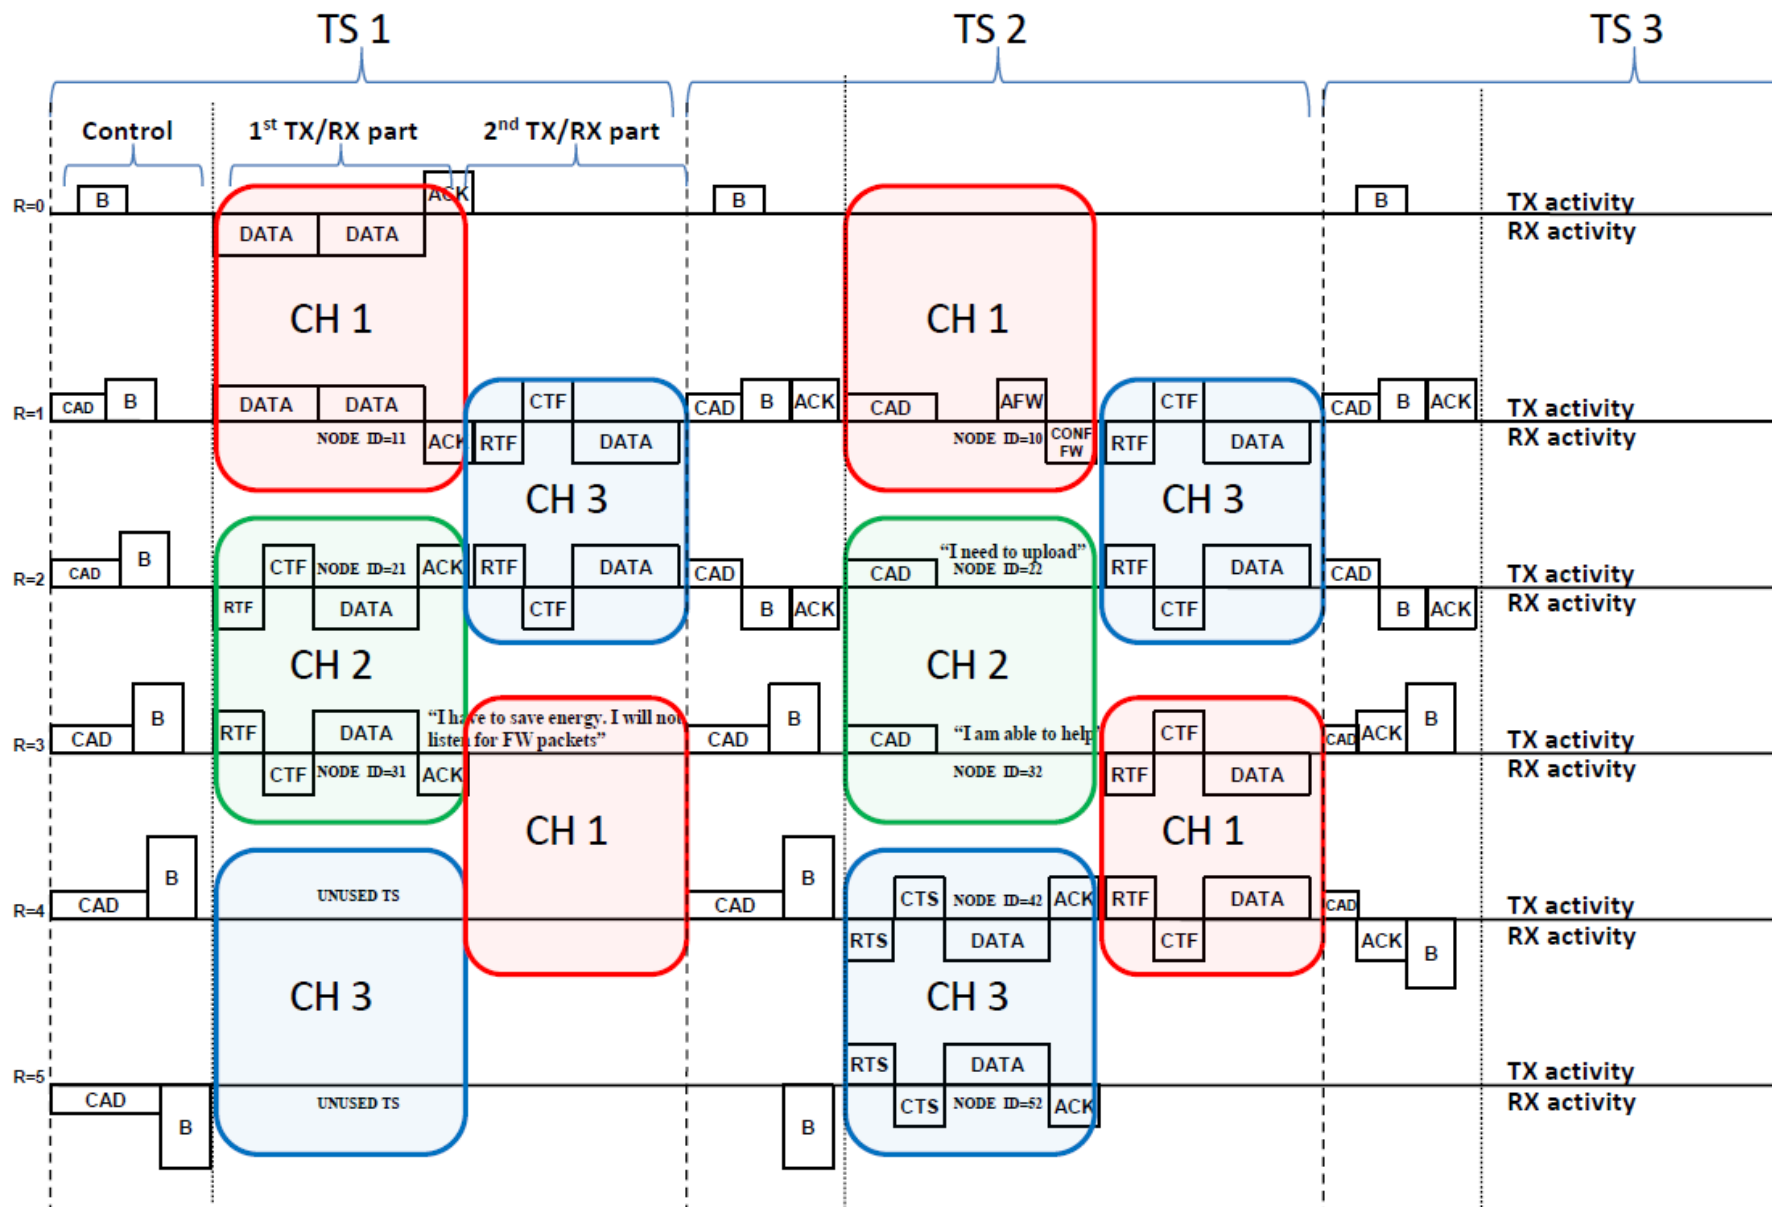 TS 1 TS 2 TS 3
Control 1st TX/RX part 2nd TX/RX part
R=0 B ACK B B TX activity
DATA DATA RX activity
CH 1 CH 1
R=1 CAD B DATA DATA CTF CAD B ACK CAD AFW CTF CAD B ACK TX activity
NODE ID=11 ACK RTF DATA NODE ID=10 CONF FW RTF DATA RX activity
CH 3 CH 3
"I need to upload"
R=2 CAD B CTF NODE ID=21 ACK RTF DATA CAD CAD NODE ID=22 RTF DATA CAD TX activity
RTF DATA CTF B ACK CTF B ACK RX activity
CH 2 CH 2
"I have to save energy. I will not
listen for FW packets"
R=3 CAD B RTF DATA CAD B CAD "I am able to help" CTF CAD ACK B TX activity
CTF NODE ID=31 ACK NODE ID=32 RTF DATA RX activity
CH 1 CH 1
R=4 CAD B UNUSED TS CAD B CTS NODE ID=42 ACK RTF DATA CAD TX activity
RTS DATA CTF ACK B RX activity
CH 3 CH 3
R=5 RTS DATA TX activity
CAD B UNUSED TS B CTS NODE ID=52 ACK RX activity